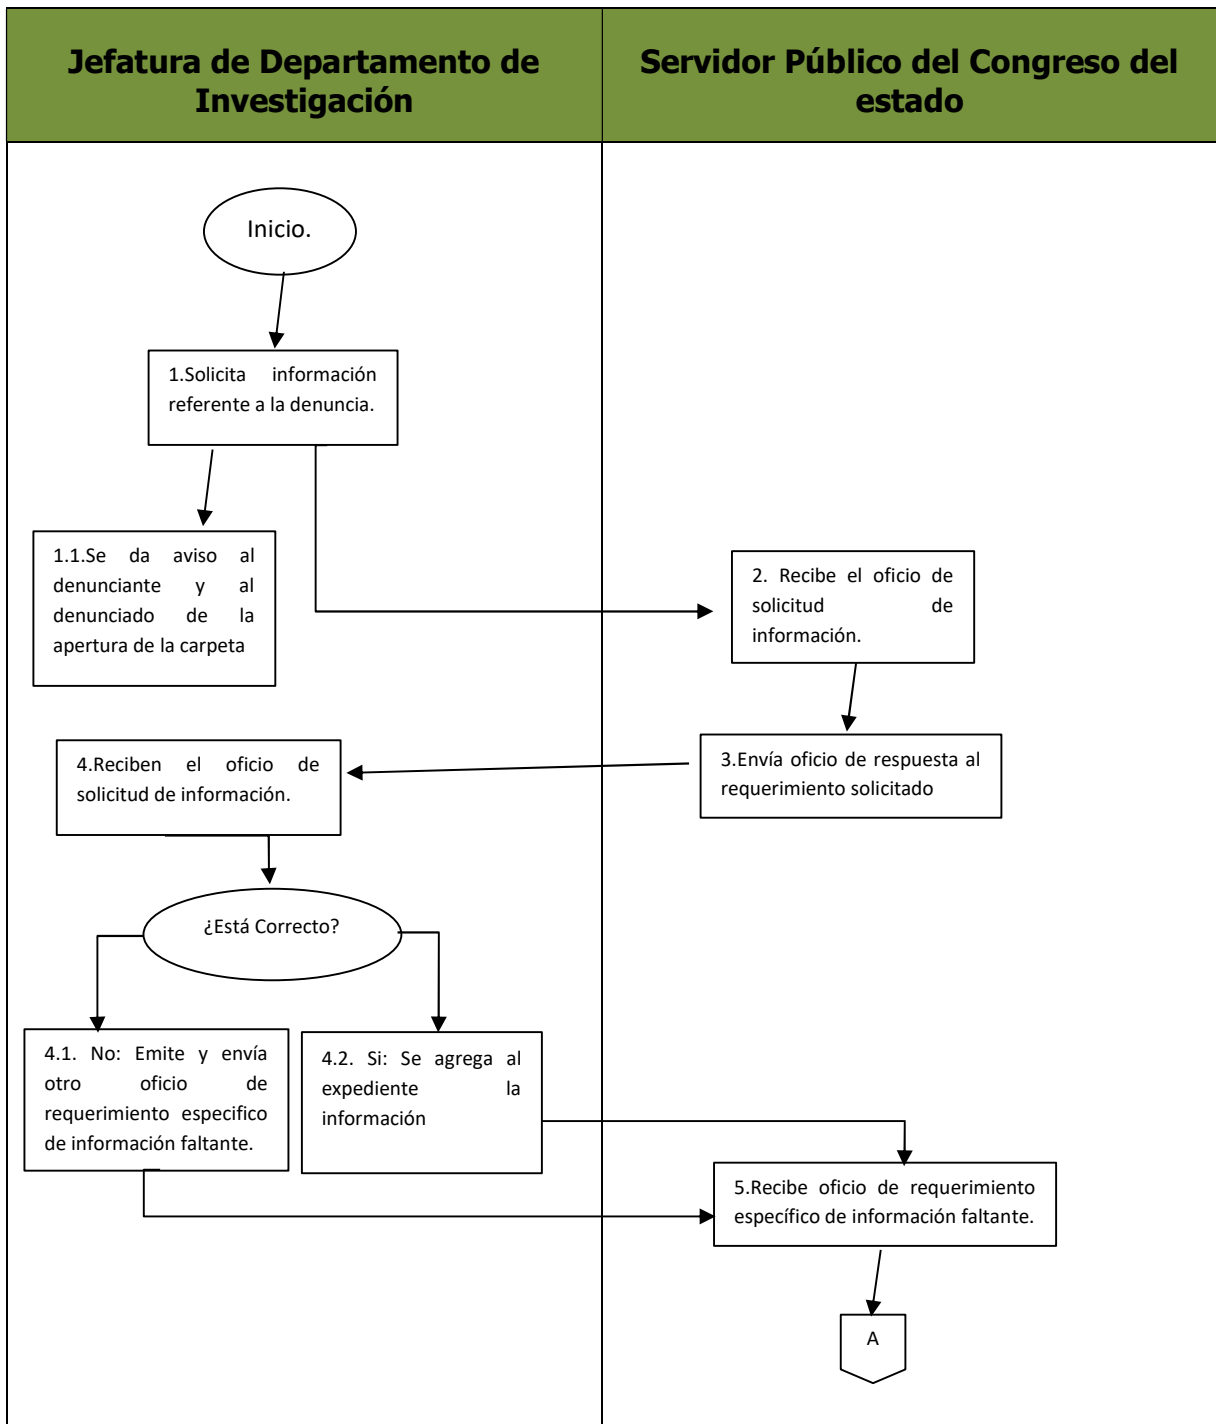 Jefatura de Departamento de
Investigación
Servidor Público del Congreso del
estado
Inicio.
1.Solicita información
referente a la denuncia.
1.1.Se da aviso al
denunciante y al
denunciado de la
apertura de la carpeta
2. Recibe el oficio de
solicitud de
información.
3.Envía oficio de respuesta al
requerimiento solicitado
4.Reciben el oficio de
solicitud de información.
¿Está Correcto?
4.1. No: Emite y envía
otro oficio de
requerimiento especifico
de información faltante.
4.2. Si: Se agrega al
expediente la
información
5.Recibe oficio de requerimiento
específico de información faltante.
A